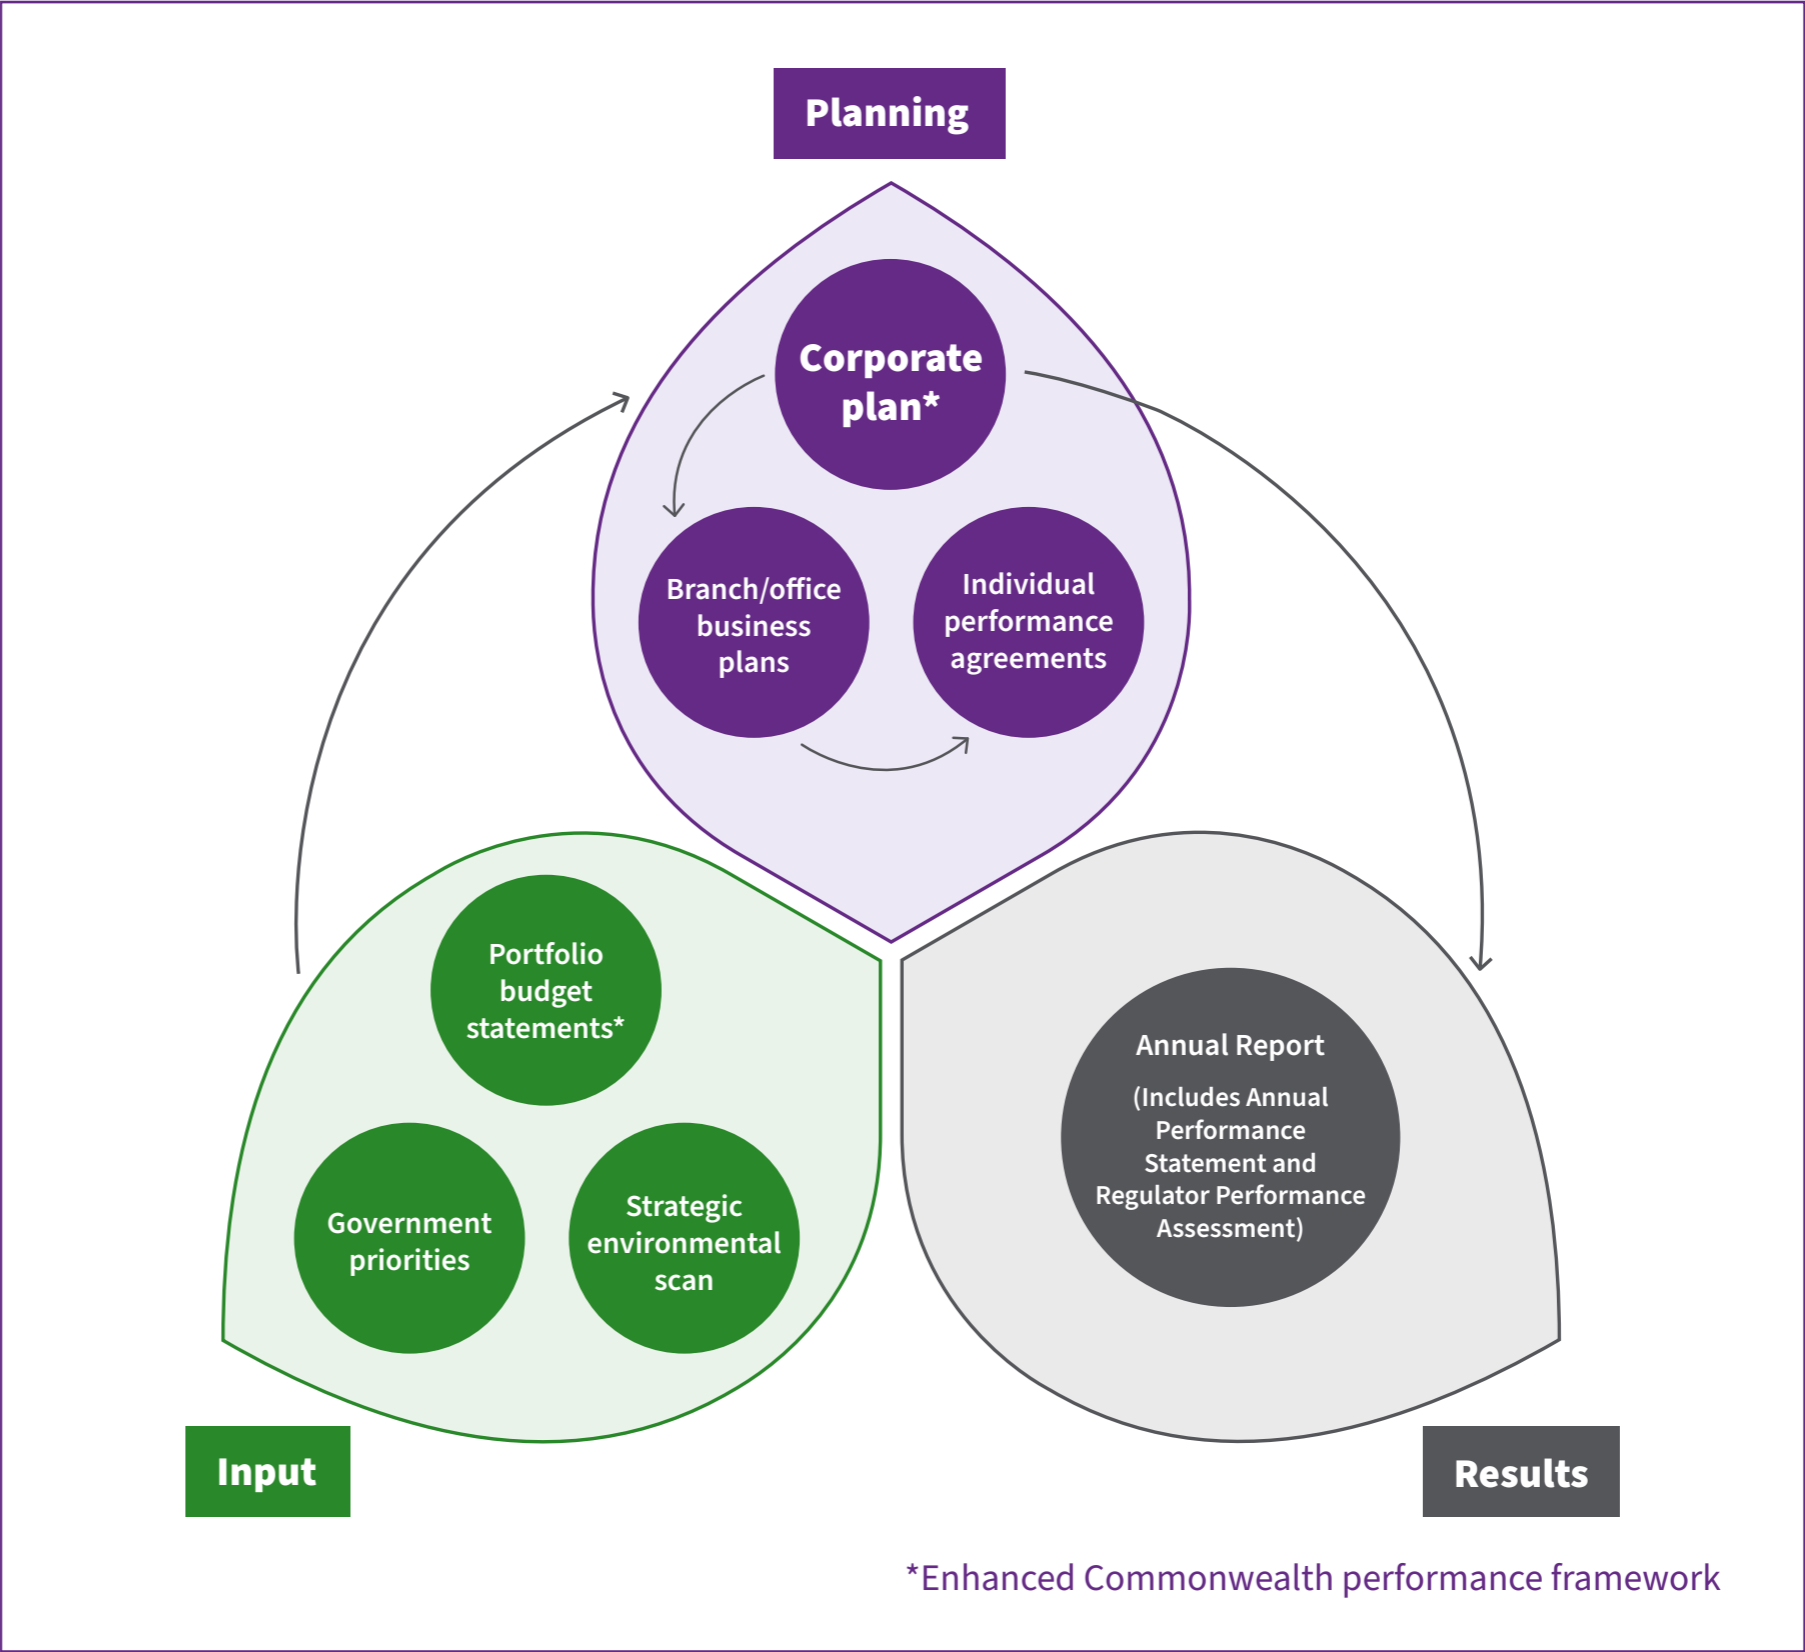 Planning
Corporate
plan*
Branch/office
business
plans
Individual
performance
agreements
Portfolio
budget
statements*
Government
priorities
Strategic
environmental
scan
Annual Report
(Includes Annual
Performance
Statement and
Regulator Performance
Assessment)
Input
Results
*Enhanced Commonwealth performance framework